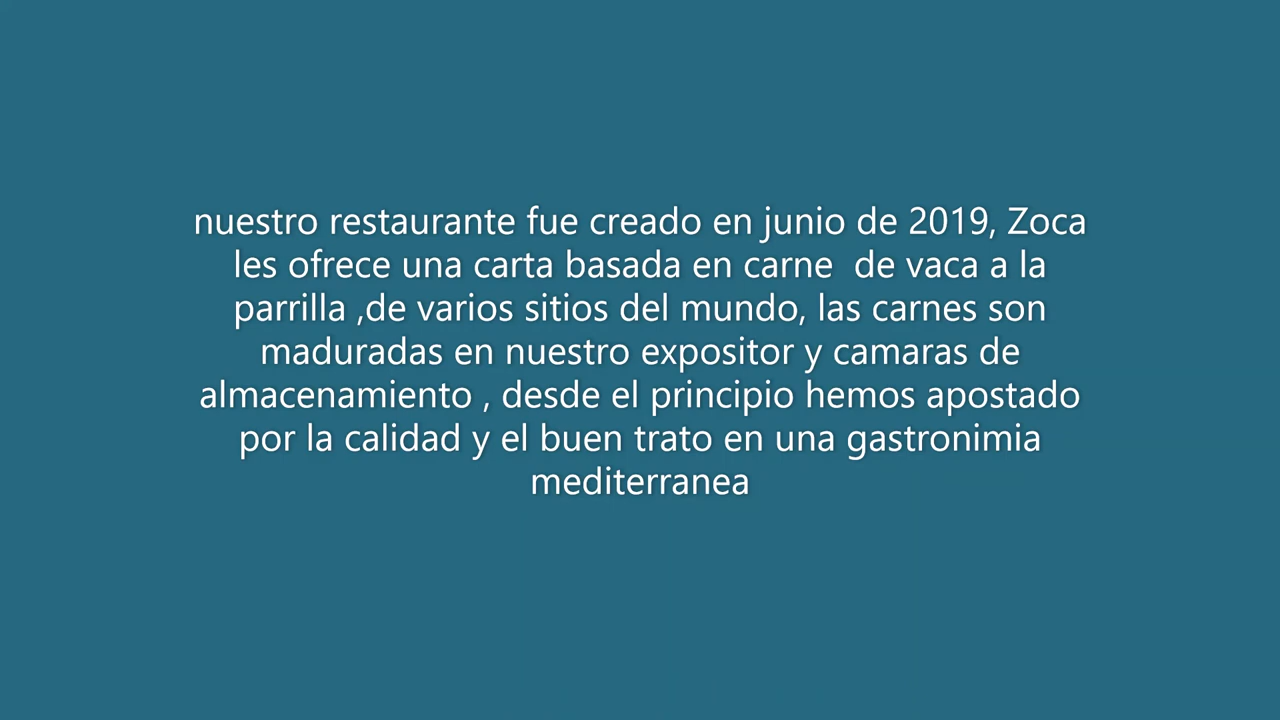 nuestro restaurante fue creado en junio de 2019, Zoca
les ofrece una carta basada en carne  de vaca a la
parrilla ,de varios sitios del mundo, las carnes son
maduradas en nuestro expositor y camaras de
almacenamiento , desde el principio hemos apostado
por la calidad y el buen trato en una gastronimia
mediterranea